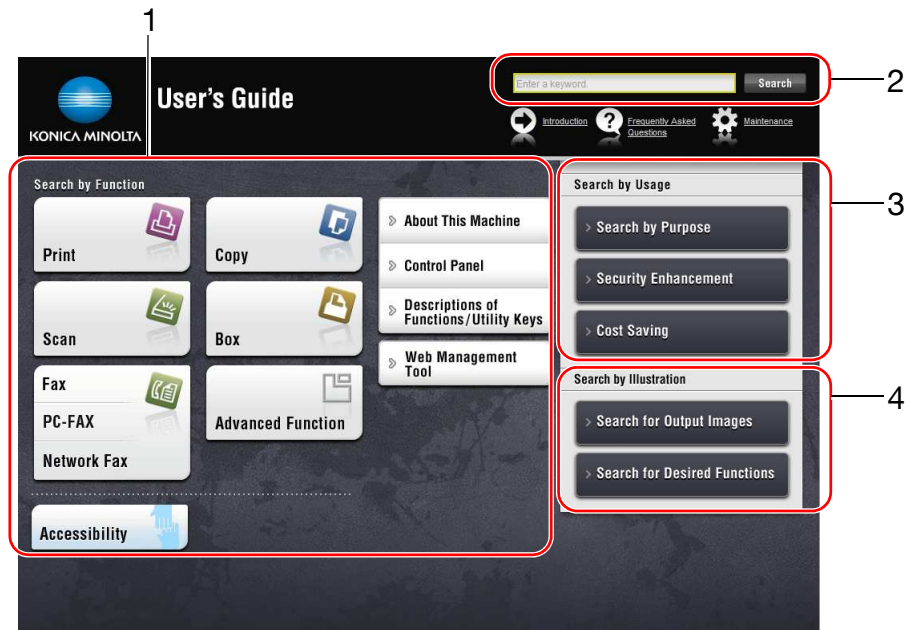 1
KONICA MINOLTA
User's Guide
Enter a keyword.
Search
2
Introduction
Frequently Asked
Questions
Maintenance
Search by Function
Print
Copy
Scan
Box
Fax
PC-FAX
Network Fax
Advanced Function
Accessibility
About This Machine
Control Panel
Descriptions of
Functions/Utility Keys
Web Management
Tool
Search by Usage
Search by Purpose
Security Enhancement
Cost Saving
3
Search by Illustration
Search for Output Images
Search for Desired Functions
4